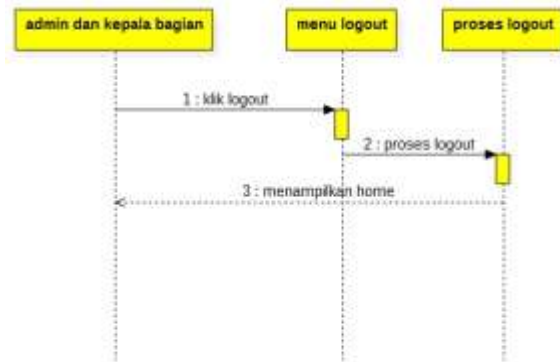 admin dan kepala bagian
menu logout
proses logout
1 : klik logout
2 : proses logout
3 : menampilkan home